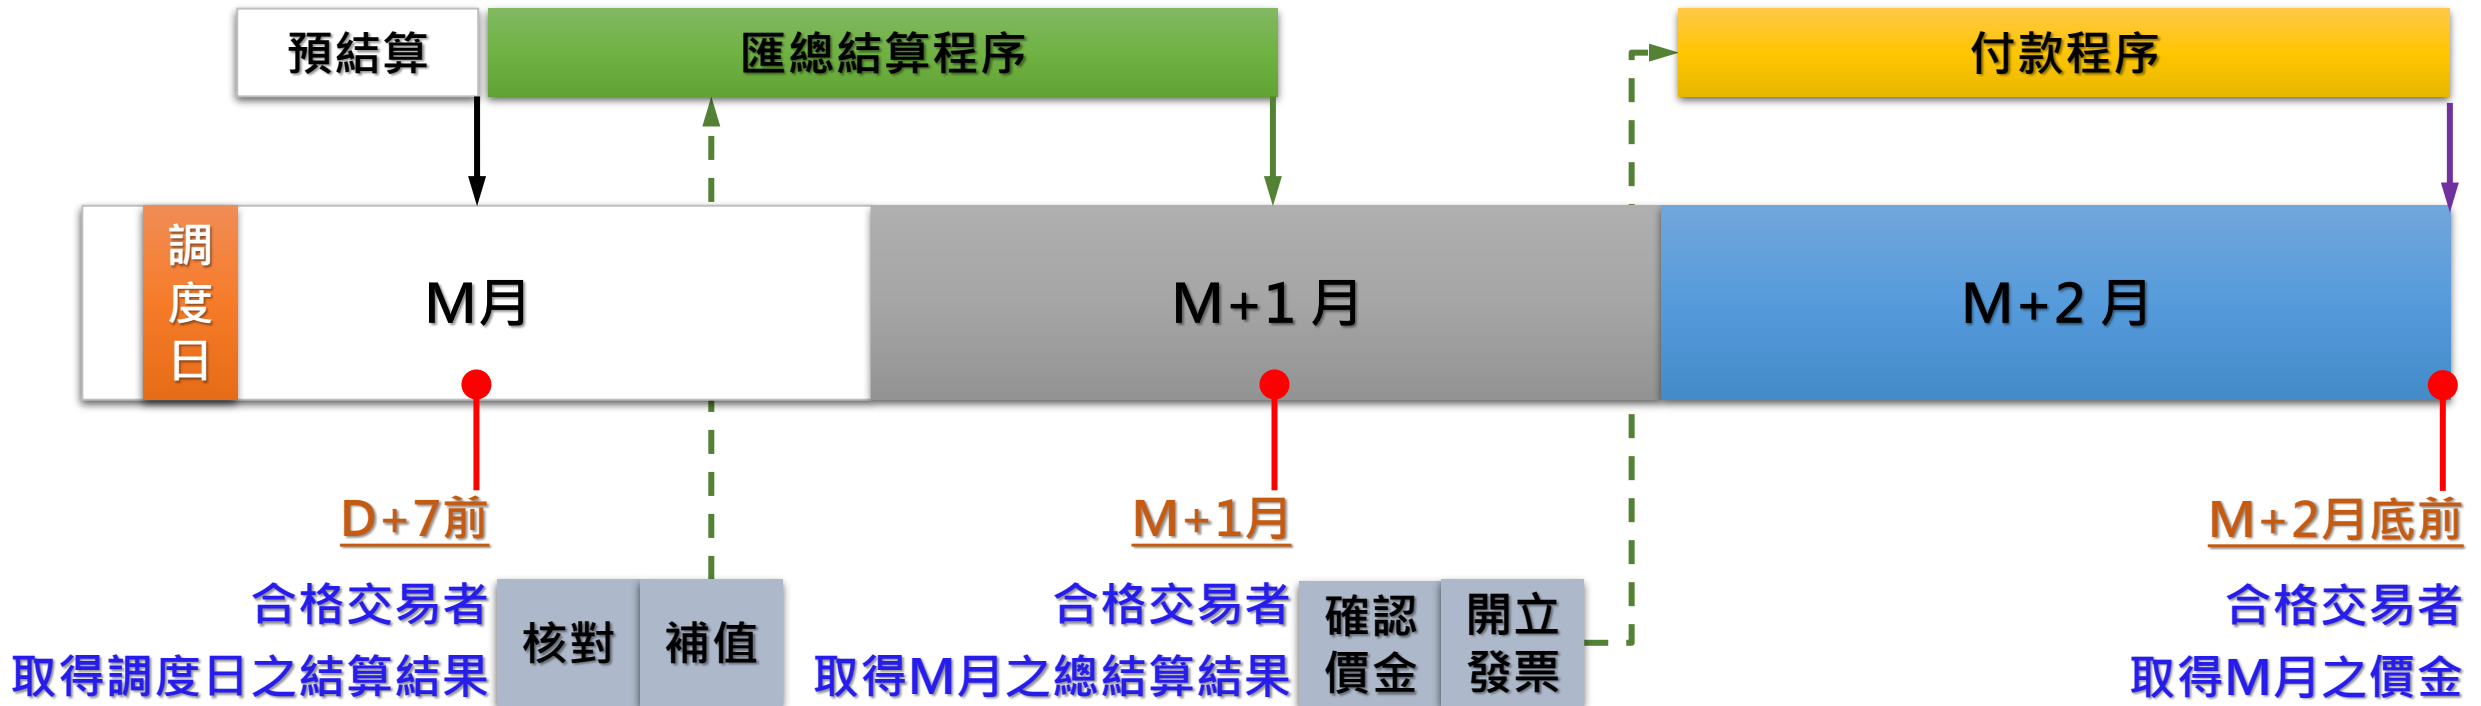 預結算
匯總結算程序
付款程序
調
度
日
M月
M+1 月
M+2 月
D+7前
合格交易者
取得調度日之結算結果
核對
補值
M+1月
合格交易者
取得M月之總結算結果
確認
價金
開立
發票
M+2月底前
合格交易者
取得M月之價金